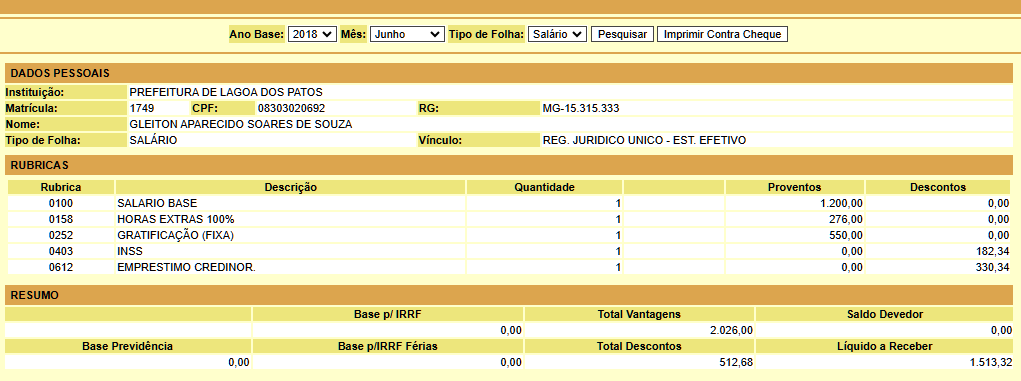 Ano Base: 2018 Mês: Junho Tipo de Folha: Salário Pesquisar Imprimir Contra Cheque
DADOS PESSOAIS
Instituição: PREFEITURA DE LAGOA DOS PATOS
Matrícula: 1749 CPF: 08303020692 RG: MG-15.315.333
Nome: GLEITON APARECIDO SOARES DE SOUZA
Tipo de Folha: SALÁRIO Vínculo: REG. JURIDICO UNICO - EST. EFETIVO
RUBRICAS
Rubrica Descrição Quantidade Proventos Descontos
0100 SALARIO BASE 1 1.200,00 0,00
0158 HORAS EXTRAS 100% 1 276,00 0,00
0252 GRATIFICAÇÃO (FIXA) 1 550,00 0,00
0403 INSS 1 0,00 182,34
0612 EMPRESTIMO CREDINOR. 1 0,00 330,34
RESUMO
Base p/ IRRF Total Vantagens Saldo Devedor
0,00 2.026,00 0,00
Base Previdência Base p/IRRF Férias Total Descontos Líquido a Receber
0,00 0,00 512,68 1.513,32